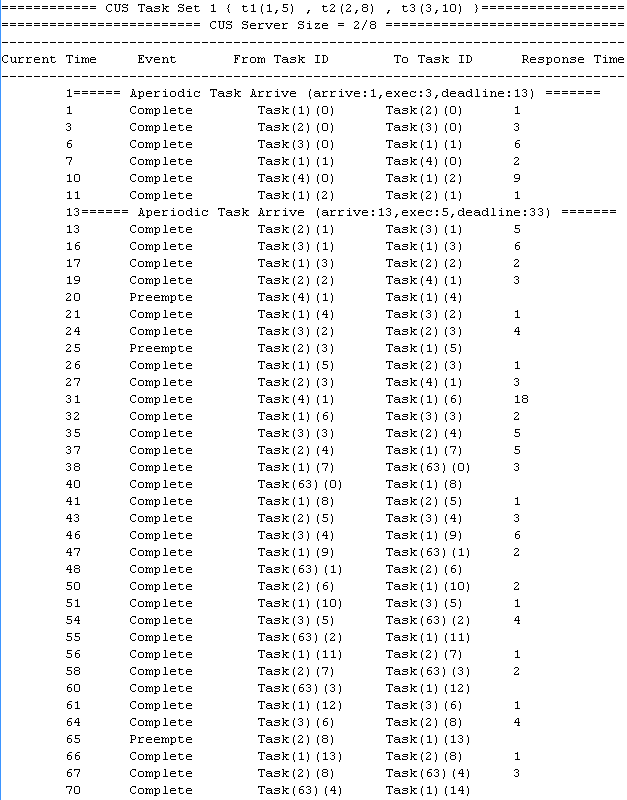 ============ CUS Task Set 1 { t1(1,5) , t2(2,8) , t3(3,10) }==================
========================= CUS Server Size = 2/8 ==============================
------------------------------------------------------------------------------
Current Time     Event       From Task ID        To Task ID      Response Time
------------------------------------------------------------------------------
1====== Aperiodic Task Arrive (arrive:1,exec:3,deadline:13) =======
1       Complete        Task(1)(0)      Task(2)(0)      1
3       Complete        Task(2)(0)      Task(3)(0)      3
6       Complete        Task(3)(0)      Task(1)(1)      6
7       Complete        Task(1)(1)      Task(4)(0)      2
10      Complete        Task(4)(0)      Task(1)(2)      9
11      Complete        Task(1)(2)      Task(2)(1)      1
13====== Aperiodic Task Arrive (arrive:13,exec:5,deadline:33) =======
13      Complete        Task(2)(1)      Task(3)(1)      5
16      Complete        Task(3)(1)      Task(1)(3)      6
17      Complete        Task(1)(3)      Task(2)(2)      2
19      Complete        Task(2)(2)      Task(4)(1)      3
20      Preempte        Task(4)(1)      Task(1)(4)
21      Complete        Task(1)(4)      Task(3)(2)      1
24      Complete        Task(3)(2)      Task(2)(3)      4
25      Preempte        Task(2)(3)      Task(1)(5)
26      Complete        Task(1)(5)      Task(2)(3)      1
27      Complete        Task(2)(3)      Task(4)(1)      3
31      Complete        Task(4)(1)      Task(1)(6)      18
32      Complete        Task(1)(6)      Task(3)(3)      2
35      Complete        Task(3)(3)      Task(2)(4)      5
37      Complete        Task(2)(4)      Task(1)(7)      5
38      Complete        Task(1)(7)      Task(63)(0)     3
40      Complete        Task(63)(0)     Task(1)(8)
41      Complete        Task(1)(8)      Task(2)(5)      1
43      Complete        Task(2)(5)      Task(3)(4)      3
46      Complete        Task(3)(4)      Task(1)(9)      6
47      Complete        Task(1)(9)      Task(63)(1)     2
48      Complete        Task(63)(1)     Task(2)(6)
50      Complete        Task(2)(6)      Task(1)(10)     2
51      Complete        Task(1)(10)     Task(3)(5)      1
54      Complete        Task(3)(5)      Task(63)(2)     4
55      Complete        Task(63)(2)     Task(1)(11)
56      Complete        Task(1)(11)     Task(2)(7)      1
58      Complete        Task(2)(7)      Task(63)(3)     2
60      Complete        Task(63)(3)     Task(1)(12)
61      Complete        Task(1)(12)     Task(3)(6)      1
64      Complete        Task(3)(6)      Task(2)(8)      4
65      Preempte        Task(2)(8)      Task(1)(13)
66      Complete        Task(1)(13)     Task(2)(8)      1
67      Complete        Task(2)(8)      Task(63)(4)     3
70      Complete        Task(63)(4)     Task(1)(14)